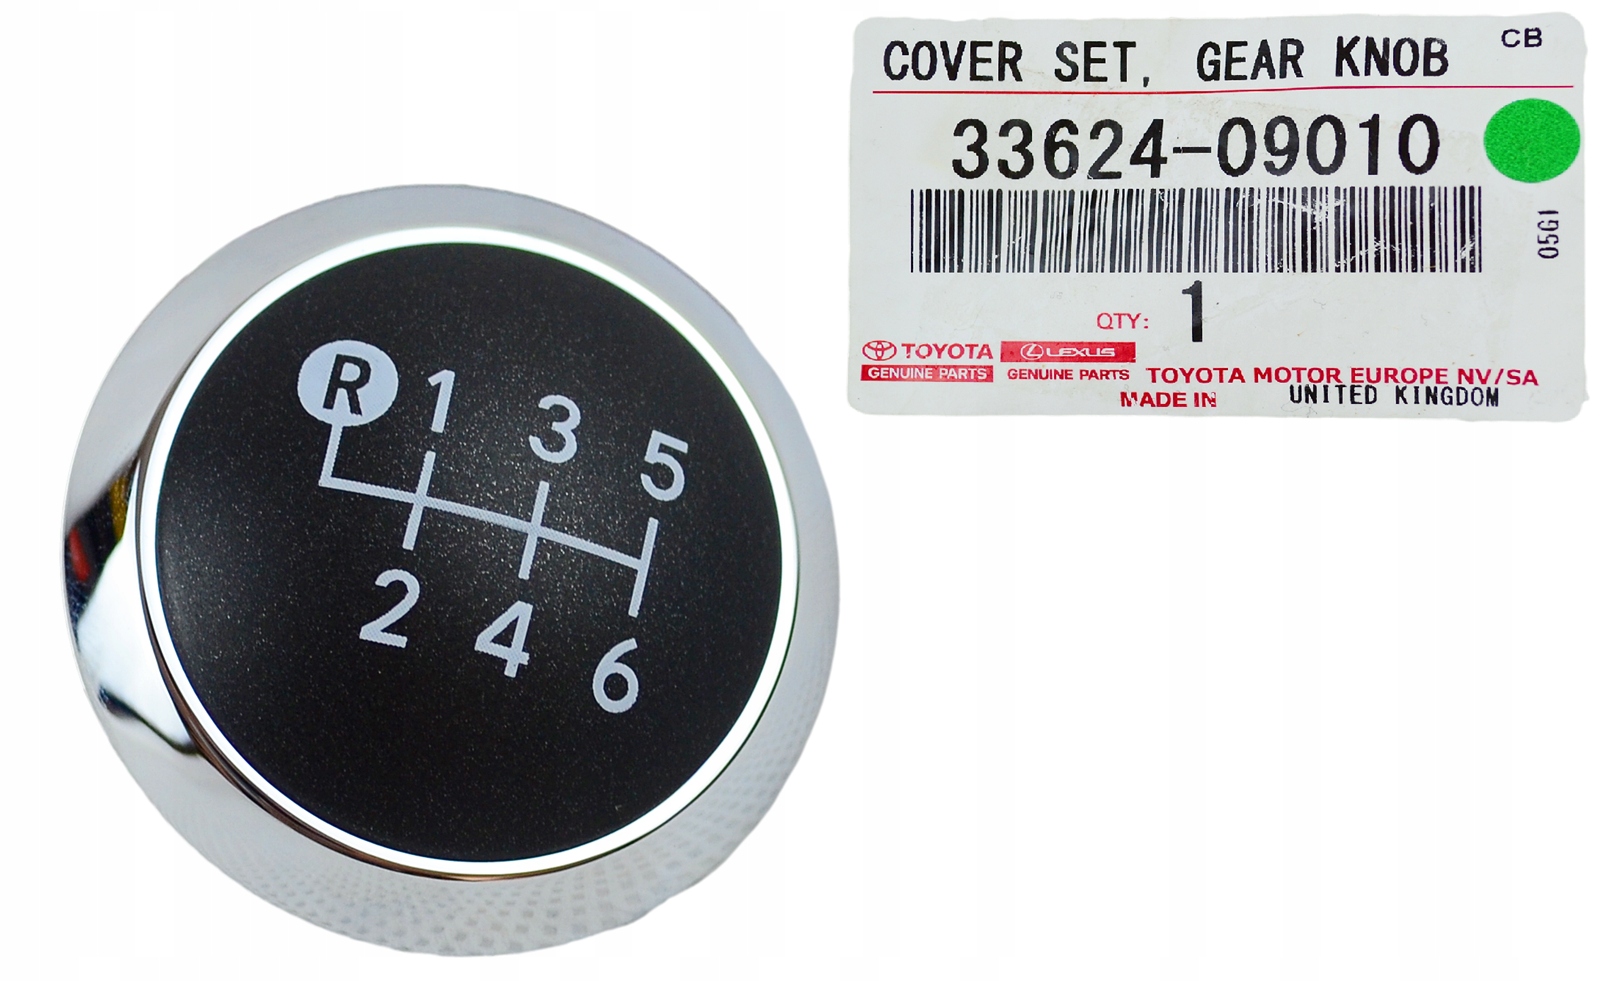 R 1 3 5
2 4 6
COVER SET, GEAR KNOB
CB
33624-09010
05G1
QTY: 1
TOYOTA LEXUS
GENUINE PARTS GENUINE PARTS TOYOTA MOTOR EUROPE NV/SA
MADE IN UNITED KINGDOM